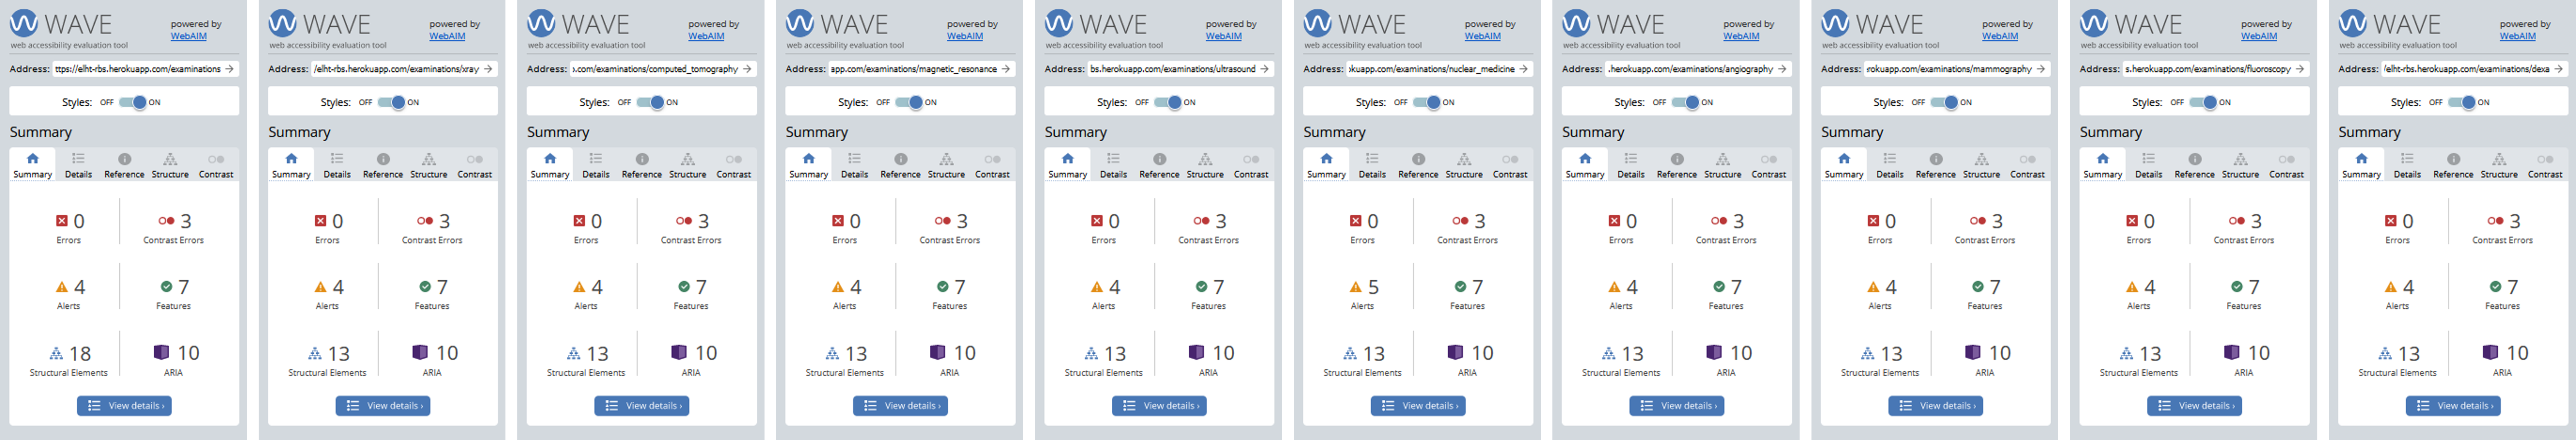 WAVE powered by WebAIM
web accessibility evaluation tool
Address: ttps://elht-rbs.herokuapp.com/examinations →
Styles: OFF ON
Summary
Summary Details Reference Structure Contrast
0 3
Errors Contrast Errors
4 7
Alerts Features
18 10
Structural Elements ARIA
View details ›
WAVE powered by WebAIM
web accessibility evaluation tool
Address: /elht-rbs.herokuapp.com/examinations/xray →
Styles: OFF ON
Summary
Summary Details Reference Structure Contrast
0 3
Errors Contrast Errors
4 7
Alerts Features
13 10
Structural Elements ARIA
View details ›
WAVE powered by WebAIM
web accessibility evaluation tool
Address: .com/examinations/computed_tomography →
Styles: OFF ON
Summary
Summary Details Reference Structure Contrast
0 3
Errors Contrast Errors
4 7
Alerts Features
13 10
Structural Elements ARIA
View details ›
WAVE powered by WebAIM
web accessibility evaluation tool
Address: app.com/examinations/magnetic_resonance →
Styles: OFF ON
Summary
Summary Details Reference Structure Contrast
0 3
Errors Contrast Errors
4 7
Alerts Features
13 10
Structural Elements ARIA
View details ›
WAVE powered by WebAIM
web accessibility evaluation tool
Address: bs.herokuapp.com/examinations/ultrasound →
Styles: OFF ON
Summary
Summary Details Reference Structure Contrast
0 3
Errors Contrast Errors
4 7
Alerts Features
13 10
Structural Elements ARIA
View details ›
WAVE powered by WebAIM
web accessibility evaluation tool
Address: okuapp.com/examinations/nuclear_medicine →
Styles: OFF ON
Summary
Summary Details Reference Structure Contrast
0 3
Errors Contrast Errors
5 7
Alerts Features
13 10
Structural Elements ARIA
View details ›
WAVE powered by WebAIM
web accessibility evaluation tool
Address: .herokuapp.com/examinations/angiography →
Styles: OFF ON
Summary
Summary Details Reference Structure Contrast
0 3
Errors Contrast Errors
4 7
Alerts Features
13 10
Structural Elements ARIA
View details ›
WAVE powered by WebAIM
web accessibility evaluation tool
Address: rokuapp.com/examinations/mammography →
Styles: OFF ON
Summary
Summary Details Reference Structure Contrast
0 3
Errors Contrast Errors
4 7
Alerts Features
13 10
Structural Elements ARIA
View details ›
WAVE powered by WebAIM
web accessibility evaluation tool
Address: s.herokuapp.com/examinations/fluoroscopy →
Styles: OFF ON
Summary
Summary Details Reference Structure Contrast
0 3
Errors Contrast Errors
4 7
Alerts Features
13 10
Structural Elements ARIA
View details ›
WAVE powered by WebAIM
web accessibility evaluation tool
Address: /elht-rbs.herokuapp.com/examinations/dexa →
Styles: OFF ON
Summary
Summary Details Reference Structure Contrast
0 3
Errors Contrast Errors
4 7
Alerts Features
13 10
Structural Elements ARIA
View details ›